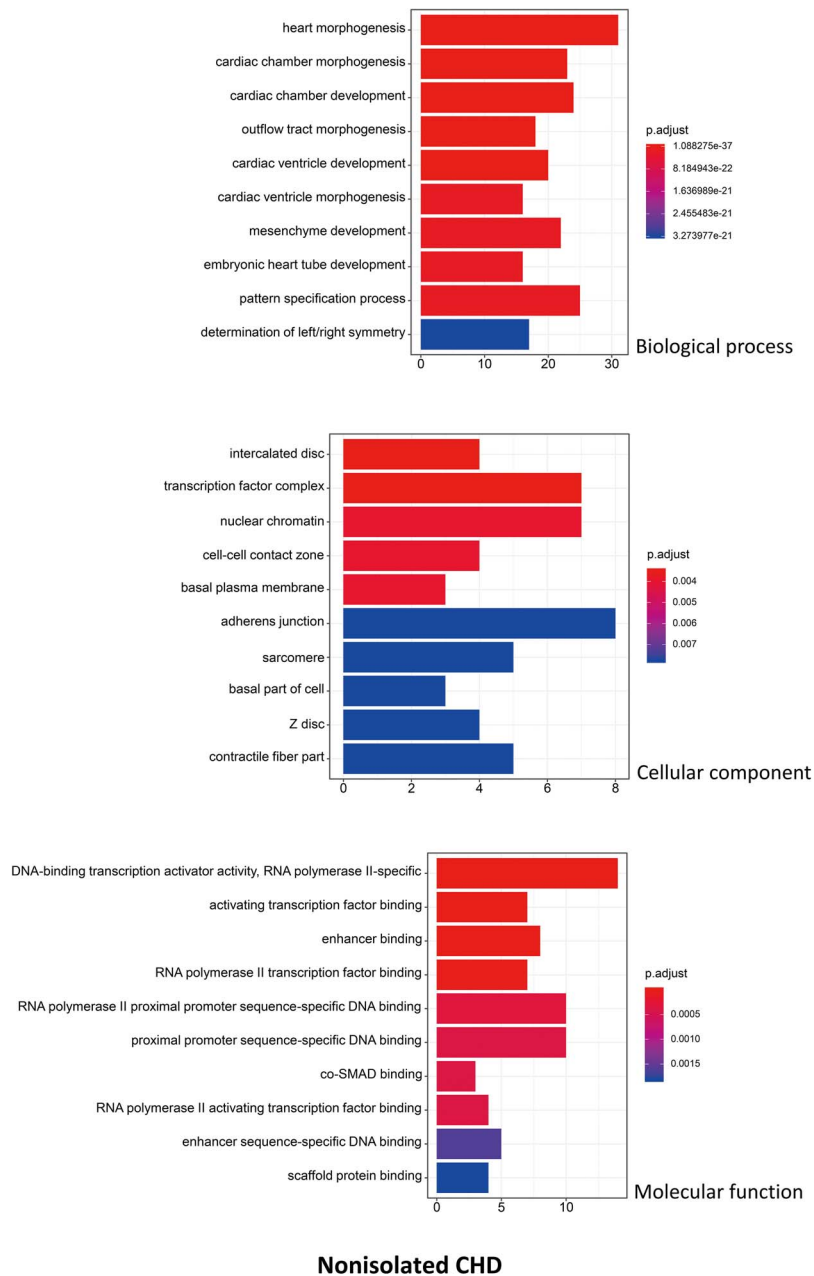 heart morphogenesis
cardiac chamber morphogenesis
cardiac chamber development
outflow tract morphogenesis
cardiac ventricle development
cardiac ventricle morphogenesis
mesenchyme development
embryonic heart tube development
pattern specification process
determination of left/right symmetry
0 10 20 30
p.adjust
1.088275e-37
8.184943e-22
1.636989e-21
2.455483e-21
3.273977e-21
Biological process
intercalated disc
transcription factor complex
nuclear chromatin
cell-cell contact zone
basal plasma membrane
adherens junction
sarcomere
basal part of cell
Z disc
contractile fiber part
0 2 4 6 8
p.adjust
0.004
0.005
0.006
0.007
Cellular component
DNA-binding transcription activator activity, RNA polymerase II-specific
activating transcription factor binding
enhancer binding
RNA polymerase II transcription factor binding
RNA polymerase II proximal promoter sequence-specific DNA binding
proximal promoter sequence-specific DNA binding
co-SMAD binding
RNA polymerase II activating transcription factor binding
enhancer sequence-specific DNA binding
scaffold protein binding
0 5 10
p.adjust
0.0005
0.0010
0.0015
Molecular function
Nonisolated CHD